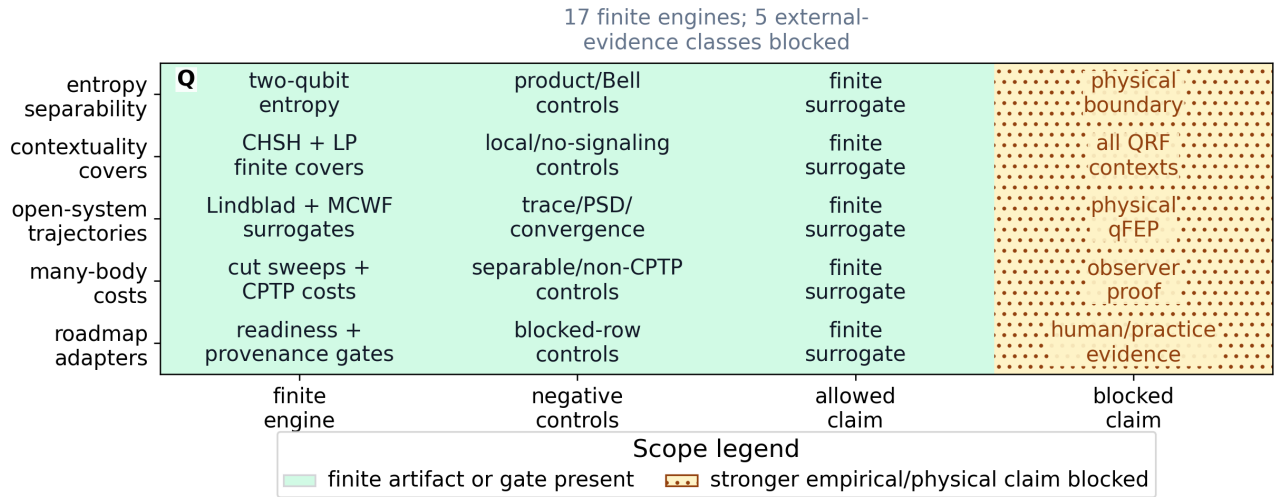 17 finite engines; 5 external-
evidence classes blocked
Q
entropy
separability
two-qubit
entropy
product/Bell
controls
finite
surrogate
physical
boundary
contextuality
covers
CHSH + LP
finite covers
local/no-signaling
controls
finite
surrogate
all QRF
contexts
open-system
trajectories
Lindblad + MCWF
surrogates
trace/PSD/
convergence
finite
surrogate
physical
qFEP
many-body
costs
cut sweeps +
CPTP costs
separable/non-CPTP
controls
finite
surrogate
observer
proof
roadmap
adapters
readiness +
provenance gates
blocked-row
controls
finite
surrogate
human/practice
evidence
finite
engine
negative
controls
allowed
claim
blocked
claim
Scope legend
finite artifact or gate present
stronger empirical/physical claim blocked